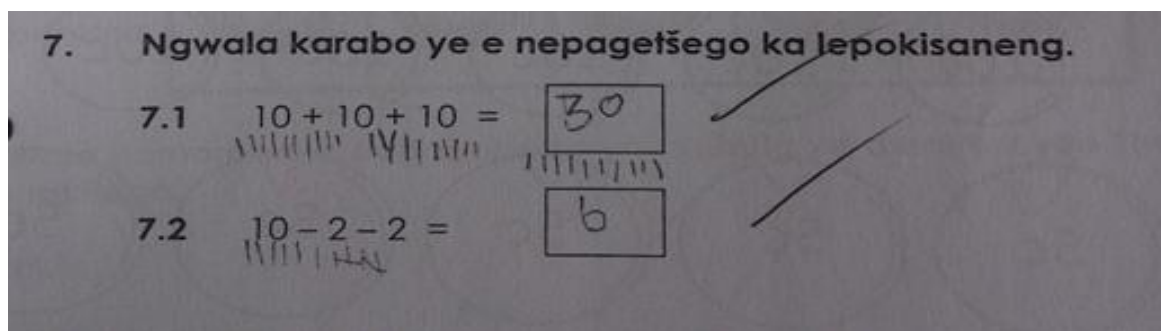 7. Ngwala karabo ye e nepagetšego ka lepokisaneng.
7.1 10 + 10 + 10 = 30
7.2 10 – 2 – 2 = 6